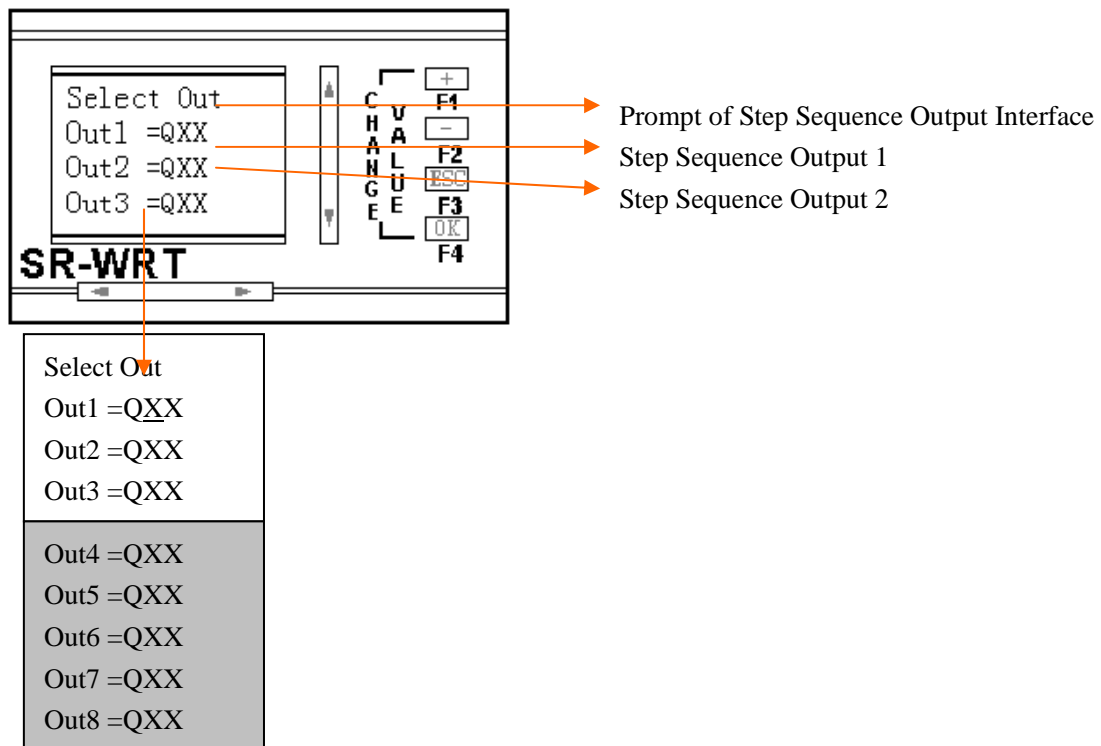 Select Out
Out1 =QXX
Out2 =QXX
Out3 =QXX
CHANGE
VALUE
+
F1
-
F2
ESC
F3
OK
F4
SR-WRT
Prompt of Step Sequence Output Interface
Step Sequence Output 1
Step Sequence Output 2
Select Out
Out1 =QXX
Out2 =QXX
Out3 =QXX
Out4 =QXX
Out5 =QXX
Out6 =QXX
Out7 =QXX
Out8 =QXX